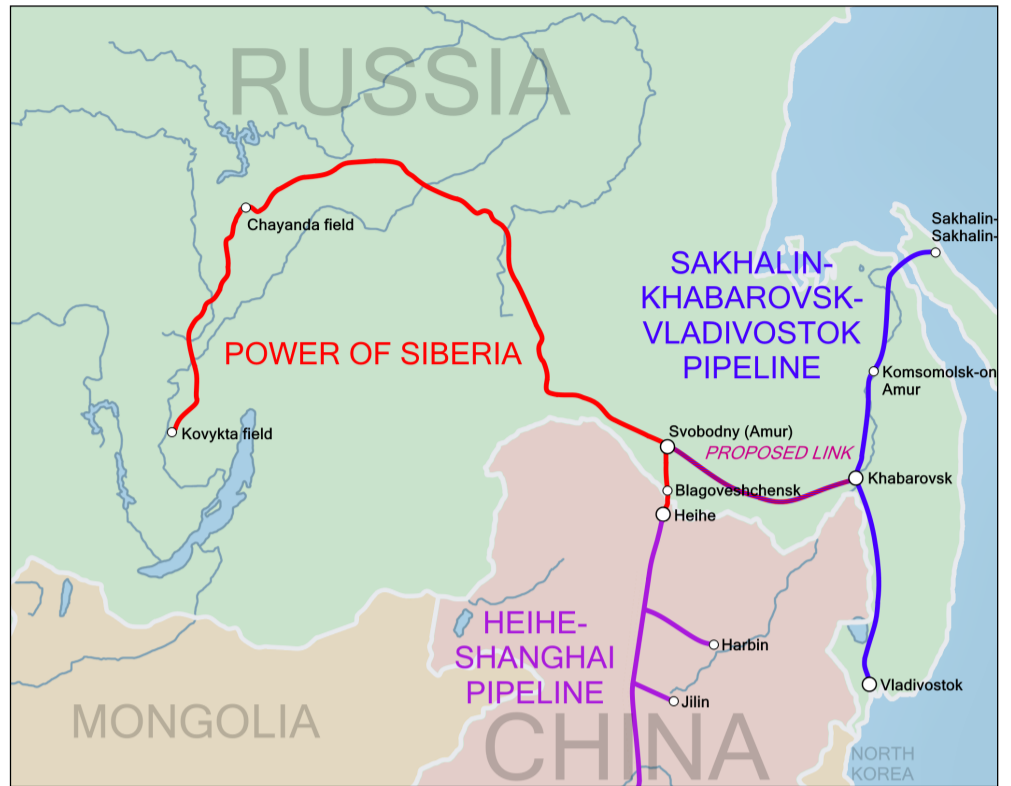 RUSSIA
Chayanda field
Sakhalin-
Sakhalin-
SAKHALIN-
KHABAROVSK-
VLADIVOSTOK
PIPELINE
POWER OF SIBERIA
Komsomolsk-on
Amur
Kovykta field
Svobodny (Amur)
PROPOSED LINK
Khabarovsk
Blagoveshchensk
Heihe
HEIHE-
SHANGHAI
PIPELINE
Harbin
Vladivostok
Jilin
MONGOLIA
CHINA
NORTH
KOREA